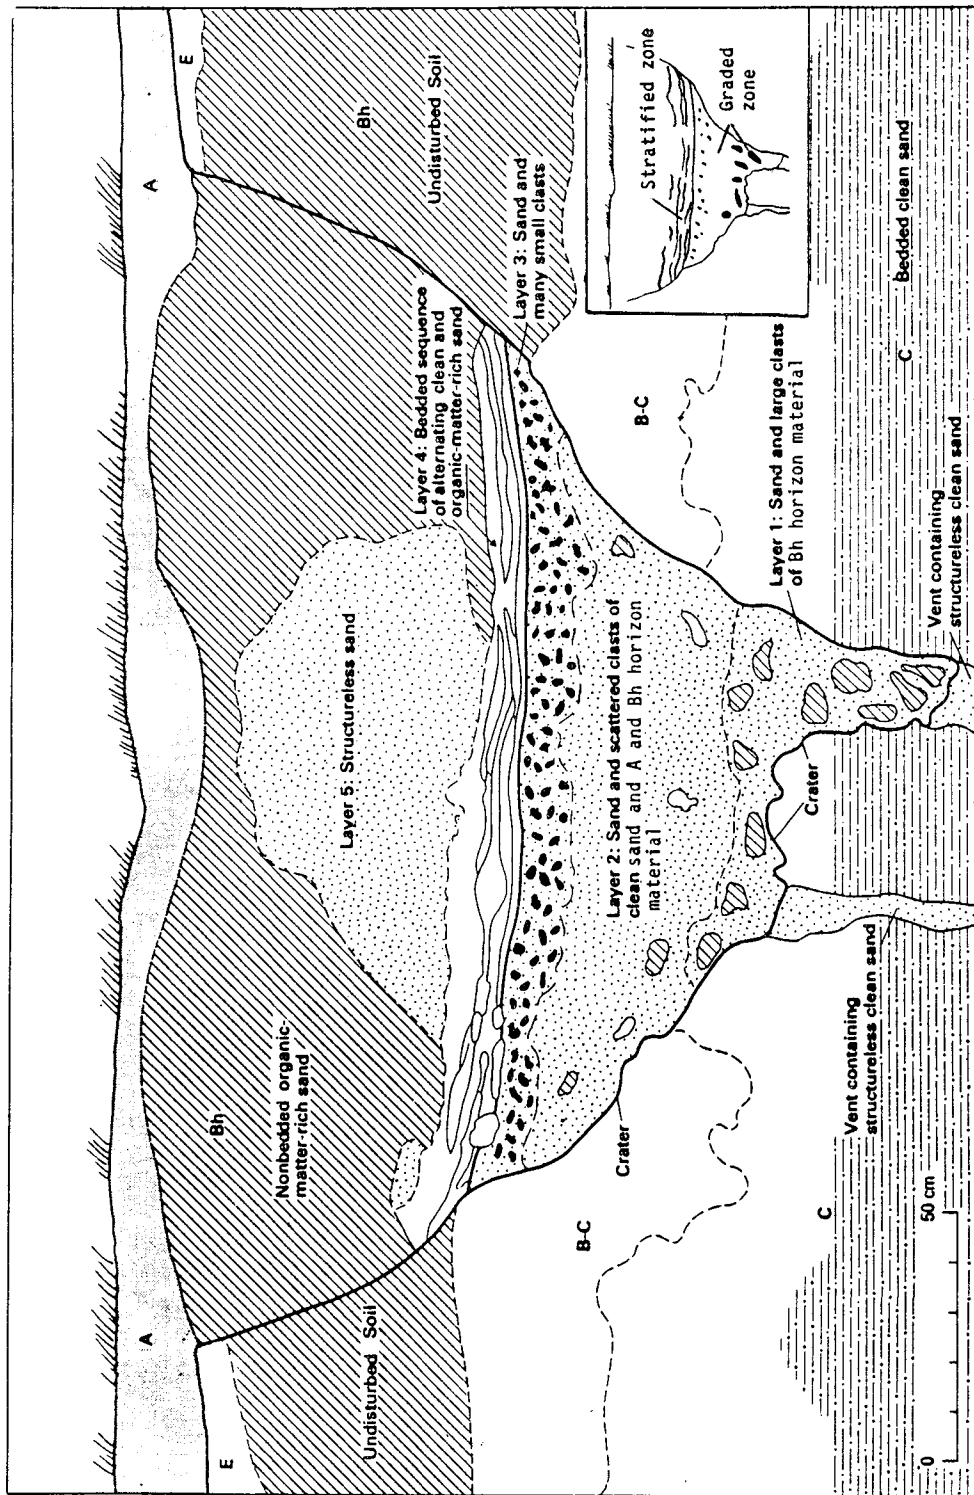 A
E
E
A
Bh
Undisturbed Soil
Bh
Nonbedded organic-
matter-rich sand
Undisturbed Soil
Layer 5 Structureless sand
Layer 4: Bedded sequence
of alternating clean and
organic-matter-rich sand
Layer 3: Sand and
many small clasts
Layer 2. Sand and scattered clasts of
clean sand and A and Bh horizon
material
Layer 1: Sand and large clasts
of Bh horizon material
Crater
Crater
B-C
B-C
C
C
Bedded clean sand
Vent containing
structureless clean sand
Vent containing
structureless clean sand
Stratified zone
Graded
zone
0
50 cm